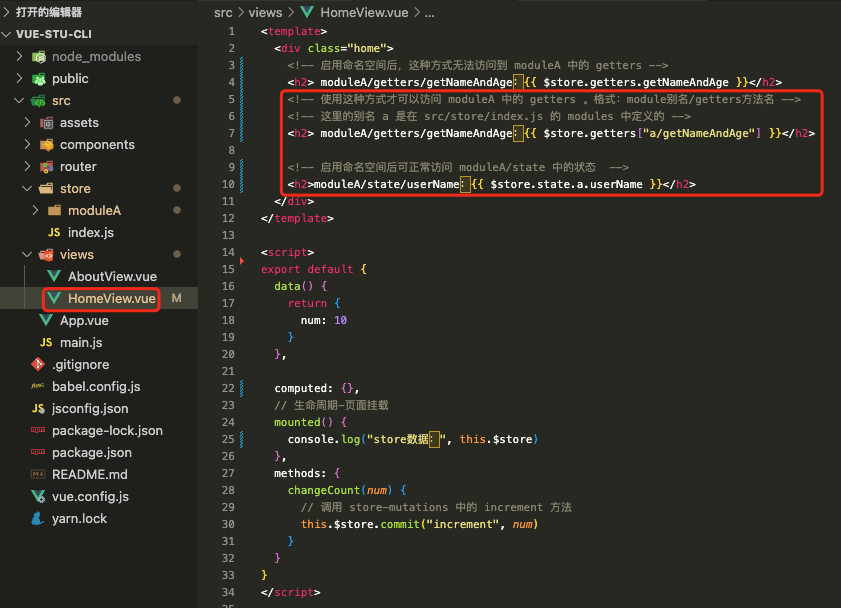 打开的编辑器
VUE-STU-CLI
node_modules
public
src
assets
components
router
store
moduleA
JS index.js
views
AboutView.vue
HomeView.vue M
App.vue
JS main.js
.gitignore
babel.config.js
JS jsconfig.json
package-lock.json
package.json
README.md
vue.config.js
yarn.lock
src > views > HomeView.vue > ...
1 <template>
2 <div class="home">
3 <!-- 启用命名空间后，这种方式无法访问到 moduleA 中的 getters -->
4 <h2> moduleA/getters/getNameAndAge：{{ $store.getters.getNameAndAge }}</h2>
5 <!-- 使用这种方式才可以访问 moduleA 中的 getters 。格式：module别名/getters方法名 -->
6 <!-- 这里的别名 a 是在 src/store/index.js 的 modules 中定义的 -->
7 <h2> moduleA/getters/getNameAndAge：{{ $store.getters["a/getNameAndAge"] }}</h2>
8
9 <!-- 启用命名空间后可正常访问 moduleA/state 中的状态  -->
10 <h2>moduleA/state/userName：{{ $store.state.a.userName }}</h2>
11 </div>
12 </template>
13
14 <script>
15 export default {
16 data() {
17 return {
18 num: 10
19 }
20 },
21
22 computed: {},
23 // 生命周期-页面挂载
24 mounted() {
25 console.log("store数据：", this.$store)
26 },
27 methods: {
28 changeCount(num) {
29 // 调用 store-mutations 中的 increment 方法
30 this.$store.commit("increment", num)
31 }
32 }
33 }
34 </script>